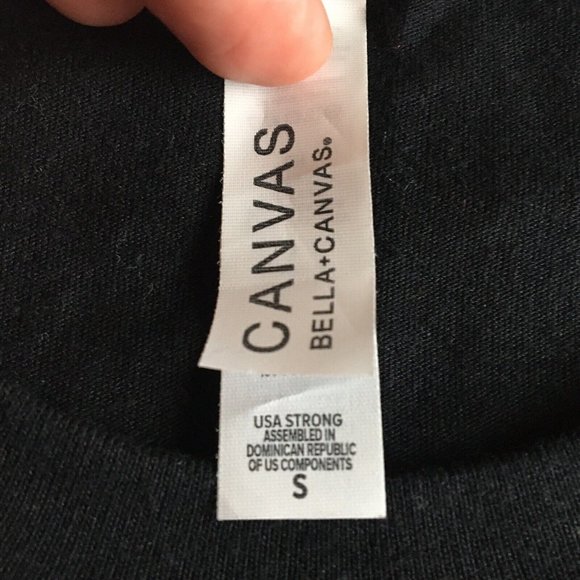 CANVAS
BELLA+CANVAS®
USA STRONG
ASSEMBLED IN
DOMINICAN REPUBLIC
OF US COMPONENTS
S